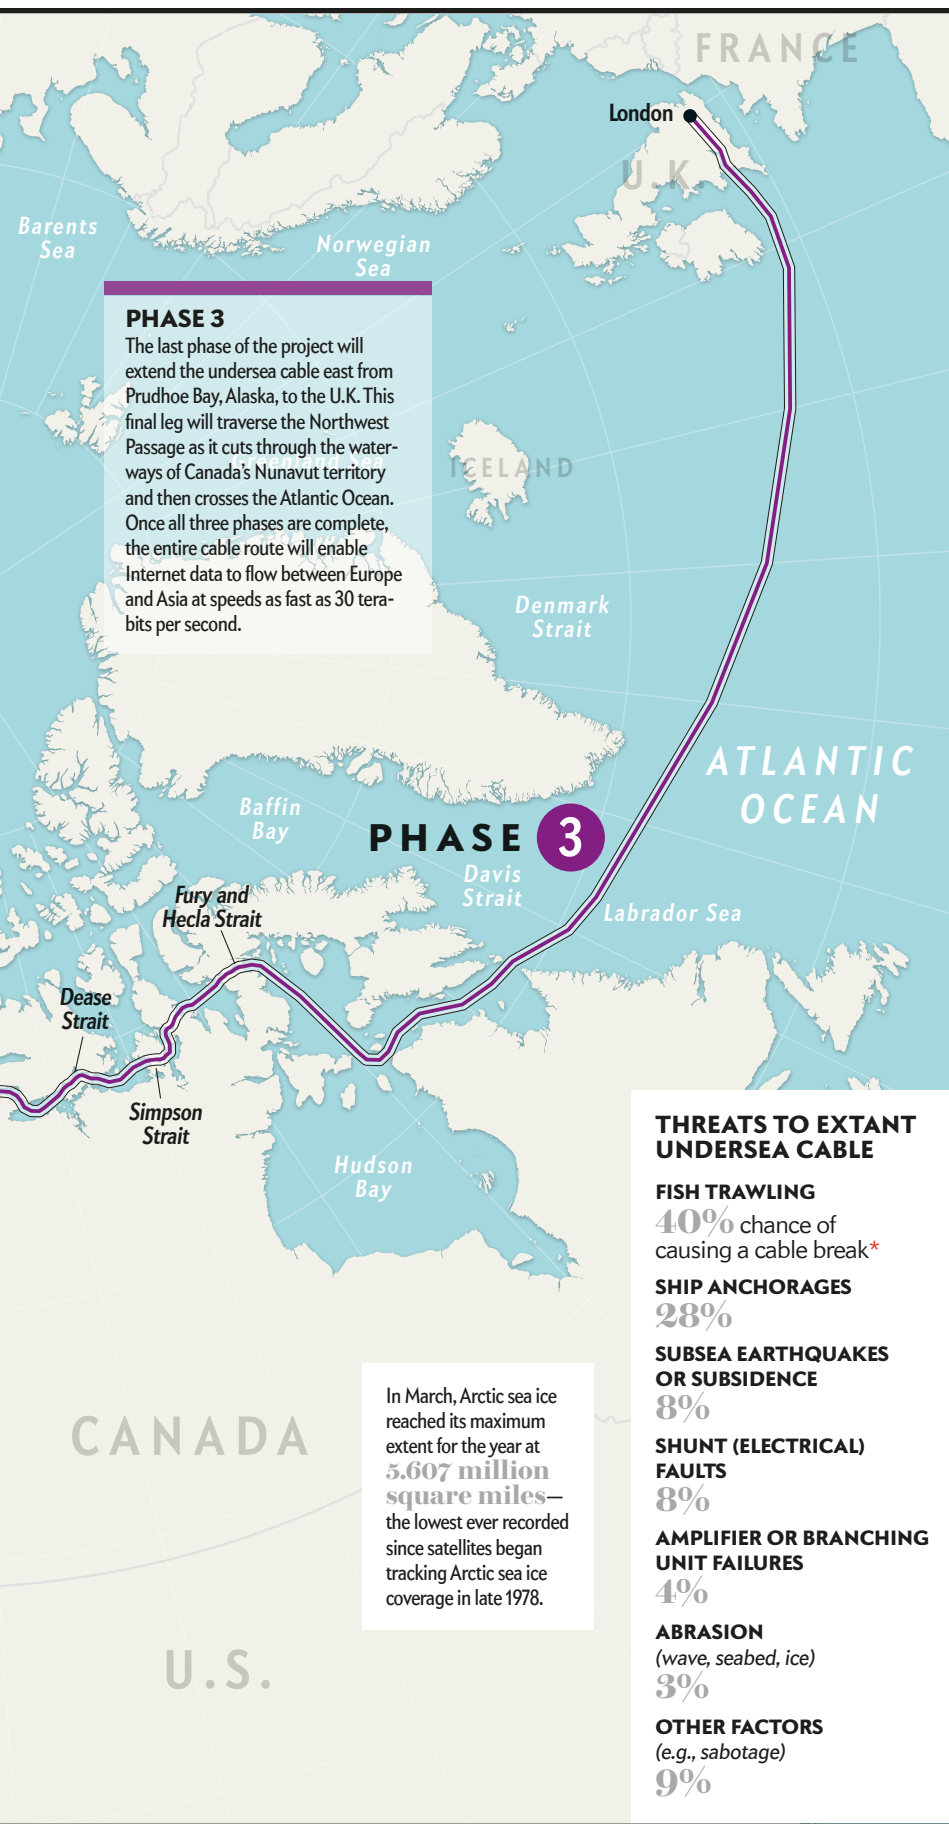 FRANCE
London
U.K.
Barents
Sea
Norwegian
Sea
PHASE 3
The last phase of the project will
extend the undersea cable east from
Prudhoe Bay, Alaska, to the U.K. This
final leg will traverse the Northwest
Passage as it cuts through the water-
ways of Canada's Nunavut territory
and then crosses the Atlantic Ocean.
Once all three phases are complete,
the entire cable route will enable
Internet data to flow between Europe
and Asia at speeds as fast as 30 tera-
bits per second.
Greenland Sea
ICELAND
Denmark
Strait
ATLANTIC
OCEAN
Baffin
Bay
PHASE 3
Davis
Strait
Labrador Sea
Fury and
Hecla Strait
Dease
Strait
Simpson
Strait
Hudson
Bay
CANADA
U.S.
In March, Arctic sea ice
reached its maximum
extent for the year at
5.607 million
square miles—
the lowest ever recorded
since satellites began
tracking Arctic sea ice
coverage in late 1978.
THREATS TO EXTANT
UNDERSEA CABLE
FISH TRAWLING
40% chance of
causing a cable break*
SHIP ANCHORAGES
28%
SUBSEA EARTHQUAKES
OR SUBSIDENCE
8%
SHUNT (ELECTRICAL)
FAULTS
8%
AMPLIFIER OR BRANCHING
UNIT FAILURES
4%
ABRASION
(wave, seabed, ice)
3%
OTHER FACTORS
(e.g., sabotage)
9%